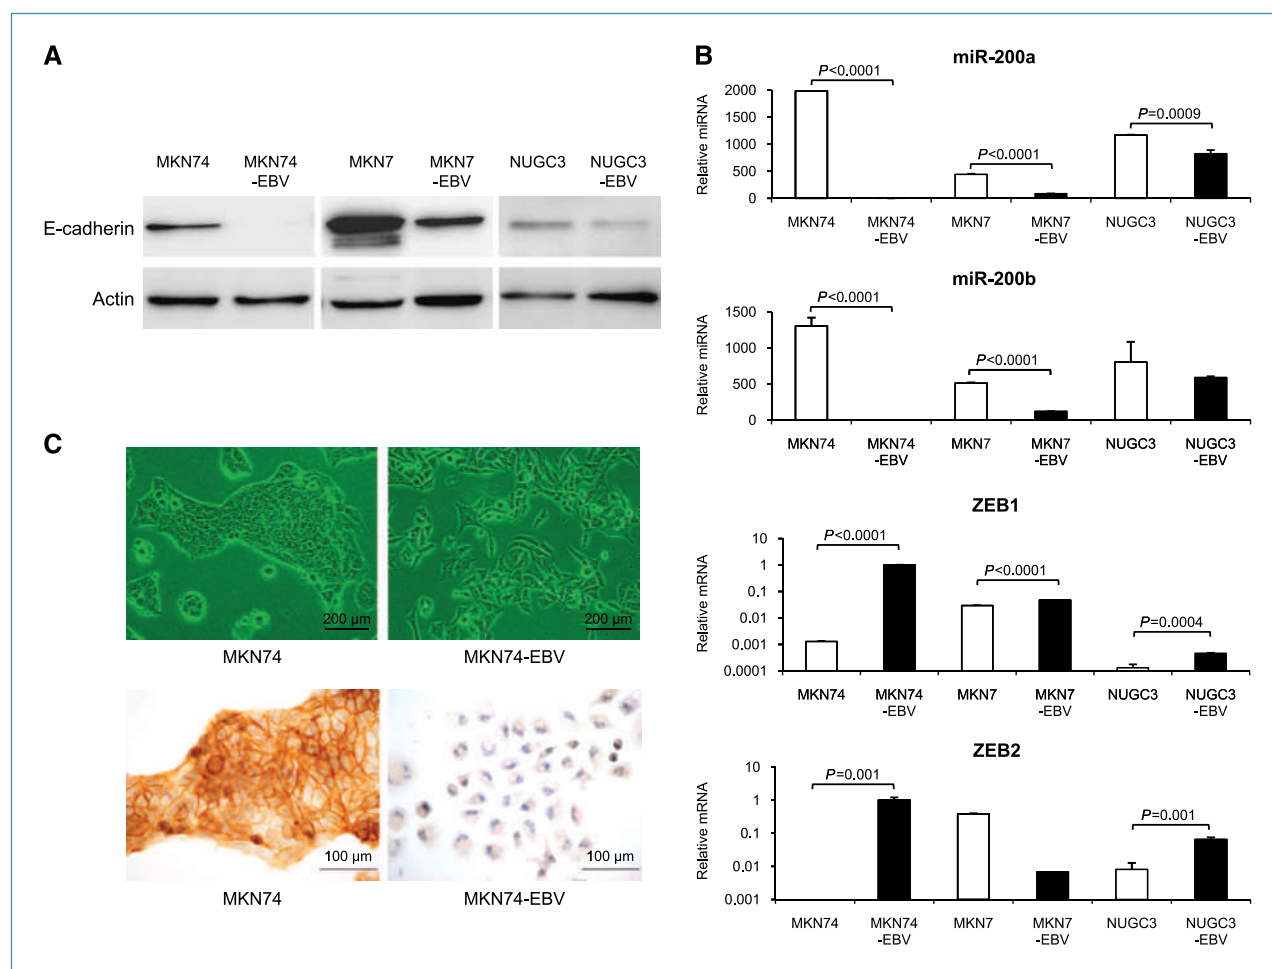 A
MKN74
MKN74
-EBV
MKN7
MKN7
-EBV
NUGC3
NUGC3
-EBV
E-cadherin
Actin
B
miR-200a
Relative miRNA
2000
1500
1000
500
0
P<0.0001
P<0.0001
P=0.0009
MKN74
MKN74
-EBV
MKN7
MKN7
-EBV
NUGC3
NUGC3
-EBV
miR-200b
Relative miRNA
1500
1000
500
0
P<0.0001
P<0.0001
MKN74
MKN74
-EBV
MKN7
MKN7
-EBV
NUGC3
NUGC3
-EBV
ZEB1
Relative mRNA
10
1
0.1
0.01
0.001
0.0001
P<0.0001
P<0.0001
P=0.0004
MKN74
MKN74
-EBV
MKN7
MKN7
-EBV
NUGC3
NUGC3
-EBV
ZEB2
Relative mRNA
10
1
0.1
0.01
0.001
P=0.001
P=0.001
MKN74
MKN74
-EBV
MKN7
MKN7
-EBV
NUGC3
NUGC3
-EBV
C
200 µm
200 µm
MKN74
MKN74-EBV
100 µm
100 µm
MKN74
MKN74-EBV